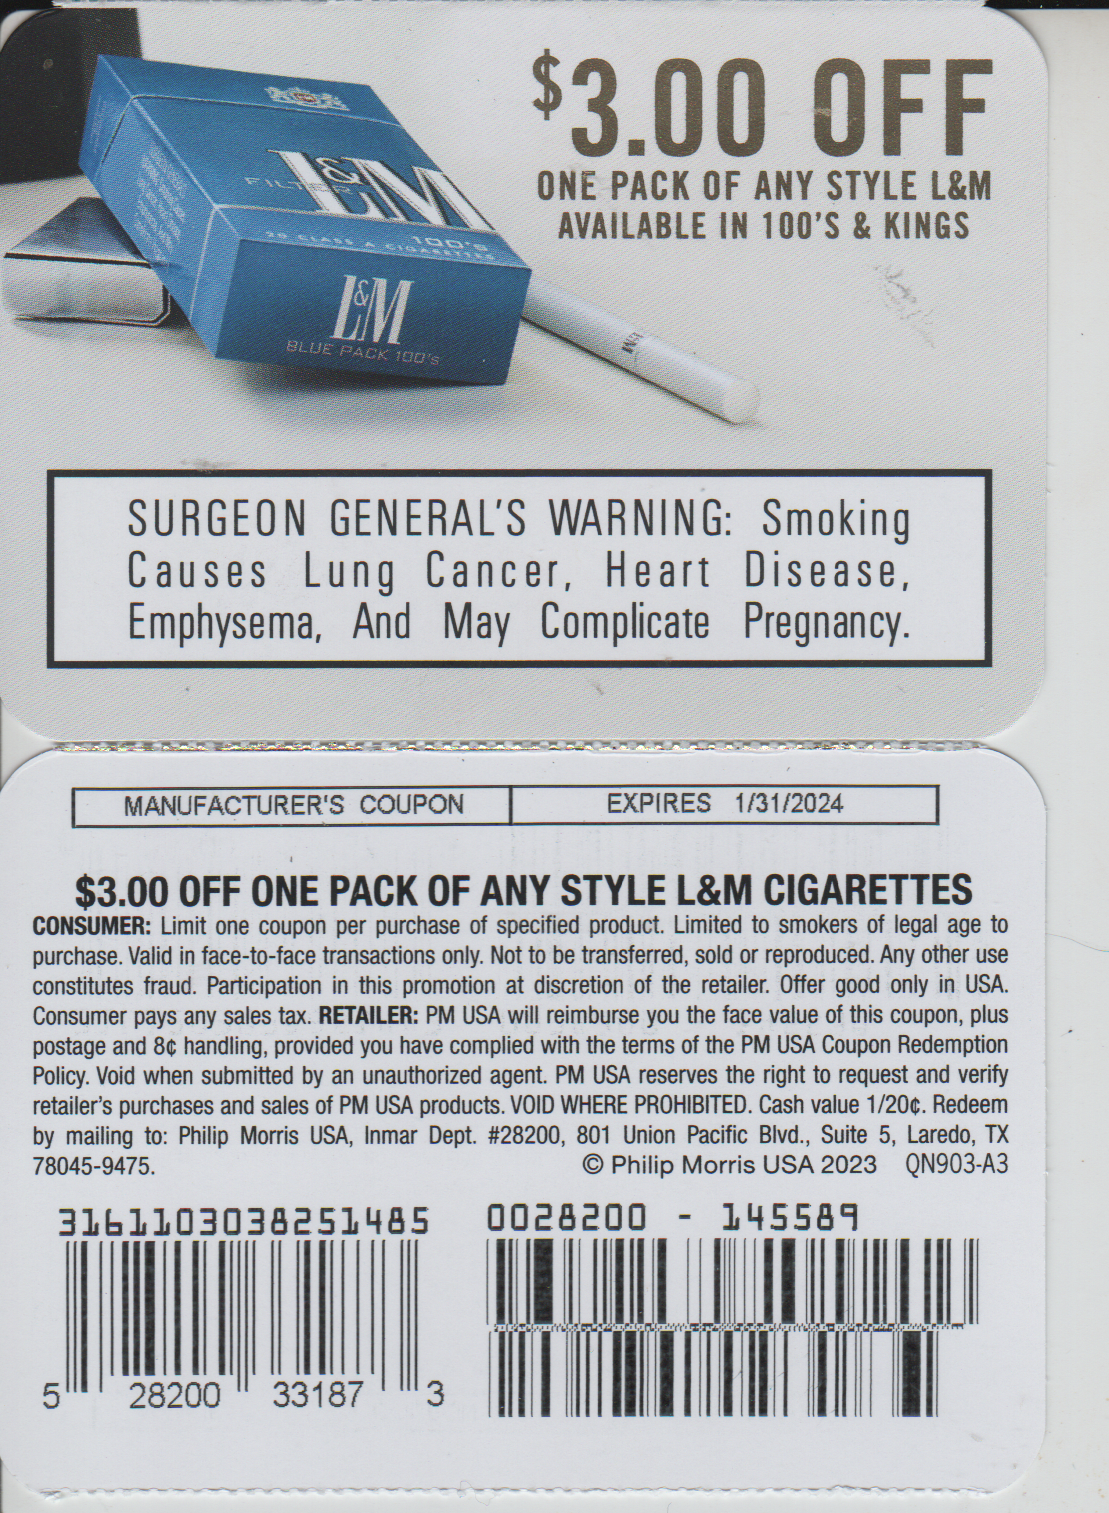 $3.00 OFF
ONE PACK OF ANY STYLE L&M
AVAILABLE IN 100'S & KINGS
L&M
FILTER
100's
20 CLASS A CIGARETTES
L&M
BLUE PACK 100's
L&M
SURGEON GENERAL'S WARNING: Smoking
Causes Lung Cancer, Heart Disease,
Emphysema, And May Complicate Pregnancy.
MANUFACTURER'S COUPON
EXPIRES 1/31/2024
$3.00 OFF ONE PACK OF ANY STYLE L&M CIGARETTES
CONSUMER: Limit one coupon per purchase of specified product. Limited to smokers of legal age to
purchase. Valid in face-to-face transactions only. Not to be transferred, sold or reproduced. Any other use
constitutes fraud. Participation in this promotion at discretion of the retailer. Offer good only in USA.
Consumer pays any sales tax. RETAILER: PM USA will reimburse you the face value of this coupon, plus
postage and 8¢ handling, provided you have complied with the terms of the PM USA Coupon Redemption
Policy. Void when submitted by an unauthorized agent. PM USA reserves the right to request and verify
retailer's purchases and sales of PM USA products. VOID WHERE PROHIBITED. Cash value 1/20¢. Redeem
by mailing to: Philip Morris USA, Inmar Dept. #28200, 801 Union Pacific Blvd., Suite 5, Laredo, TX
78045-9475.
© Philip Morris USA 2023 QN903-A3
3161103038251485
0028200 - 145589
5 28200 33187 3